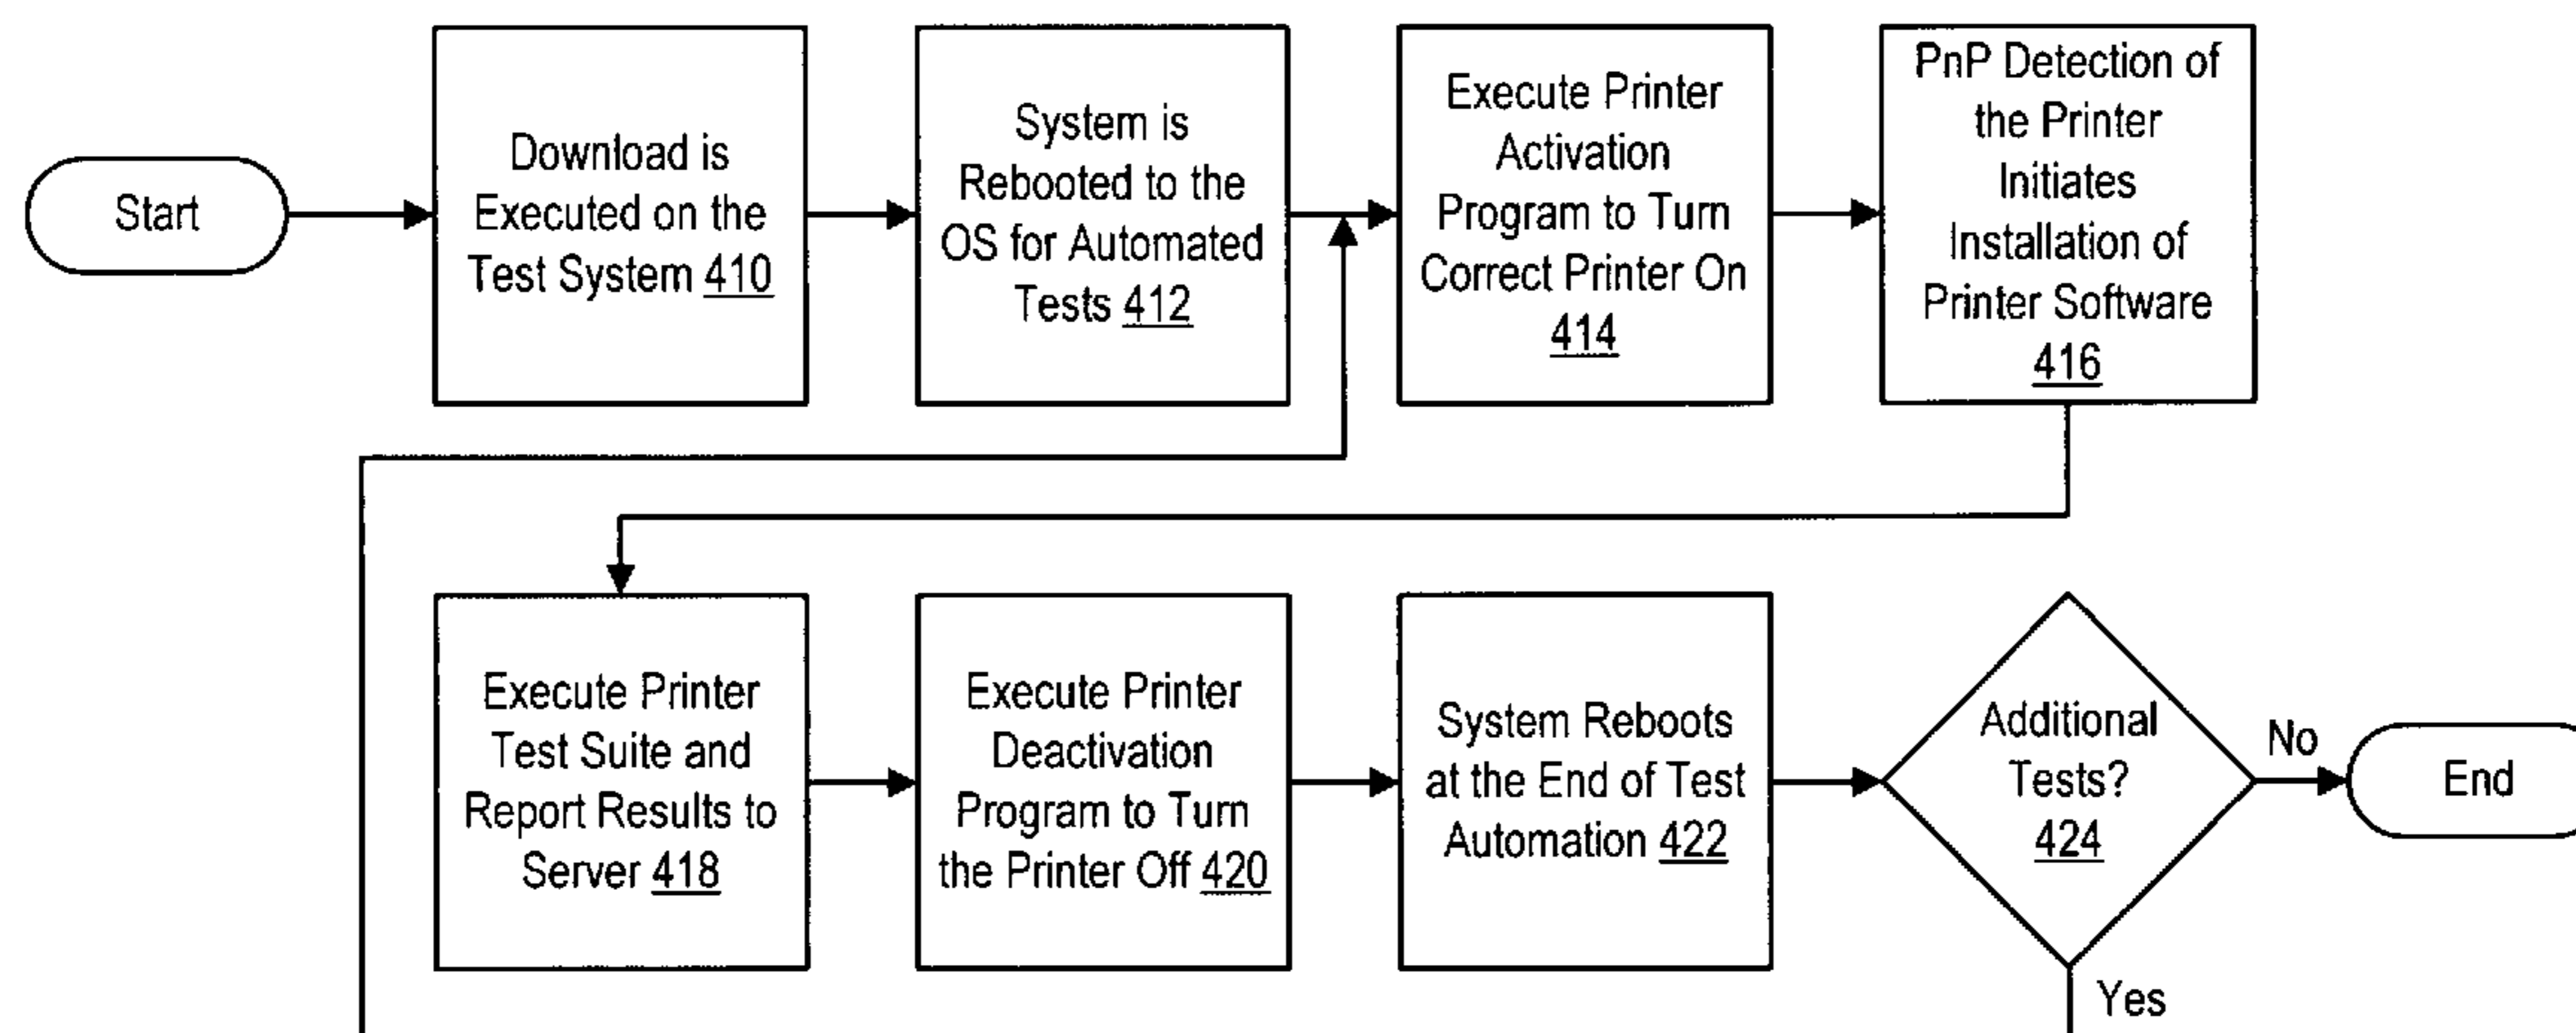 Start
Download is
Executed on the
Test System 410
System is
Rebooted to the
OS for Automated
Tests 412
Execute Printer
Activation
Program to Turn
Correct Printer On
414
PnP Detection of
the Printer
Initiates
Installation of
Printer Software
416
Execute Printer
Test Suite and
Report Results to
Server 418
Execute Printer
Deactivation
Program to Turn
the Printer Off 420
System Reboots
at the End of Test
Automation 422
Additional
Tests?
424
No
End
Yes